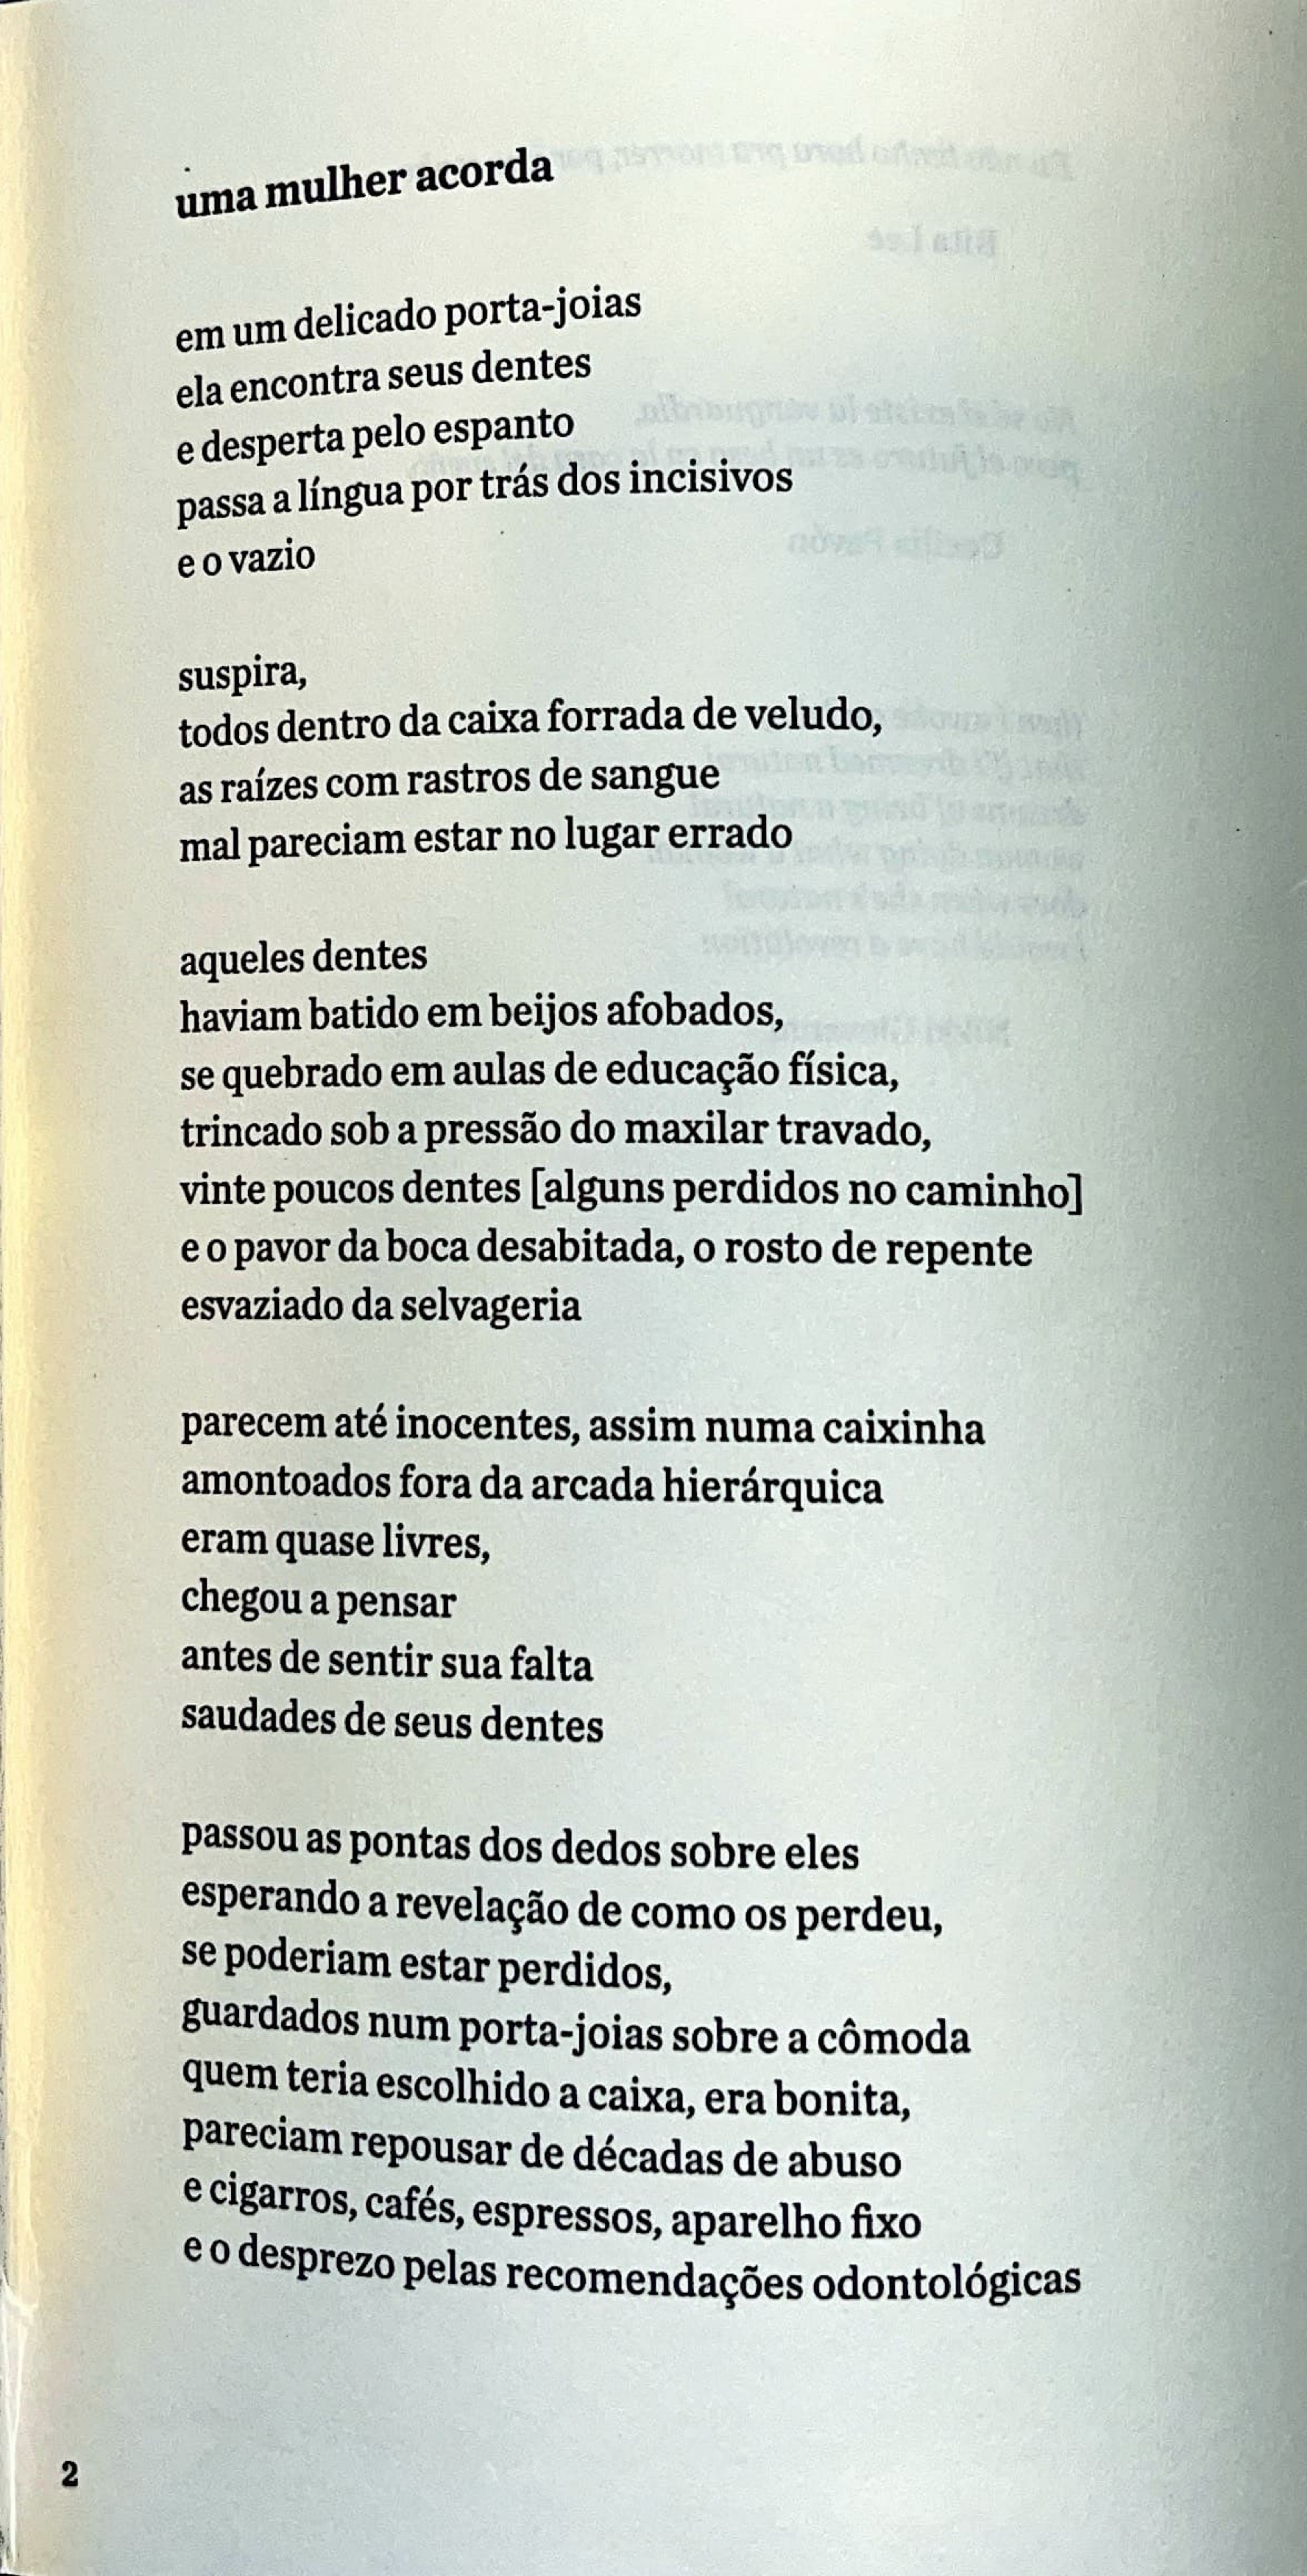 uma mulher acorda
em um delicado porta-joias
ela encontra seus dentes
e desperta pelo espanto
passa a língua por trás dos incisivos
e o vazio
suspira,
todos dentro da caixa forrada de veludo,
as raízes com rastros de sangue
mal pareciam estar no lugar errado
aqueles dentes
haviam batido em beijos afobados,
se quebrado em aulas de educação física,
trincado sob a pressão do maxilar travado,
vinte poucos dentes [alguns perdidos no caminho]
e o pavor da boca desabitada, o rosto de repente
esvaziado da selvageria
parecem até inocentes, assim numa caixinha
amontoados fora da arcada hierárquica
eram quase livres,
chegou a pensar
antes de sentir sua falta
saudades de seus dentes
passou as pontas dos dedos sobre eles
esperando a revelação de como os perdeu,
se poderiam estar perdidos,
guardados num porta-joias sobre a cômoda
quem teria escolhido a caixa, era bonita,
pareciam repousar de décadas de abuso
e cigarros, cafés, espressos, aparelho fixo
e o desprezo pelas recomendações odontológicas
2